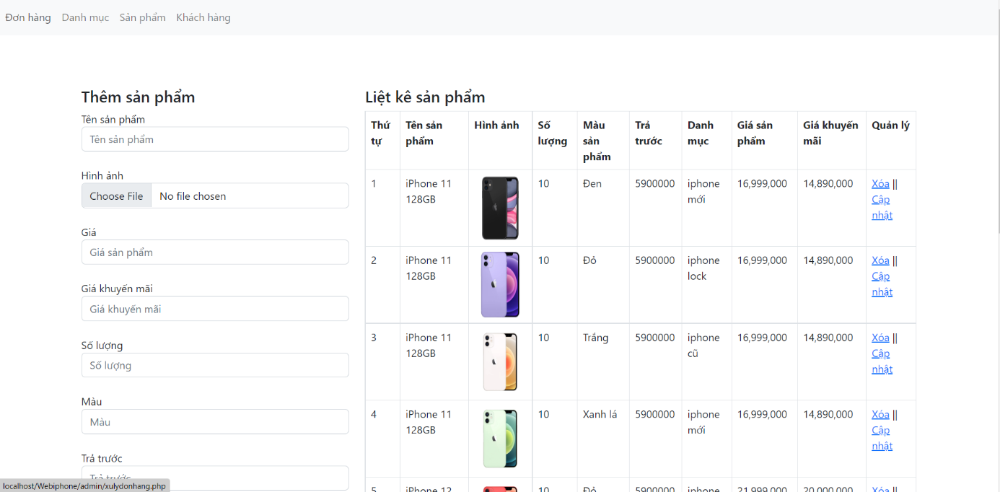 Đơn hàng Danh mục Sản phẩm Khách hàng
Thêm sản phẩm
Tên sản phẩm
Tên sản phẩm
Hình ảnh
Choose File No file chosen
Giá
Giá sản phẩm
Giá khuyến mãi
Giá khuyến mãi
Số lượng
Số lượng
Màu
Màu
Trả trước
Trả trước
Liệt kê sản phẩm
Thứ Tên sản Hình ảnh Số Màu Trả Danh Giá sản Giá khuyến Quản lý
tự phẩm lượng sản trước mục phẩm mãi
phẩm
1 iPhone 11 10 Đen 5900000 iphone 16,999,000 14,890,000 Xóa ||
128GB mới Cập
nhật
2 iPhone 11 10 Đỏ 5900000 iphone 16,999,000 14,890,000 Xóa ||
128GB lock Cập
nhật
3 iPhone 11 10 Trắng 5900000 iphone 16,999,000 14,890,000 Xóa ||
128GB cũ Cập
nhật
4 iPhone 11 10 Xanh lá 5900000 iphone 16,999,000 14,890,000 Xóa ||
128GB mới Cập
nhật
5 iPhone 12 10 Đỏ 5900000 iphone 21,999,000 20,000,000 Xóa ||
localhost/Webiphone/admin/xulydonhang.php